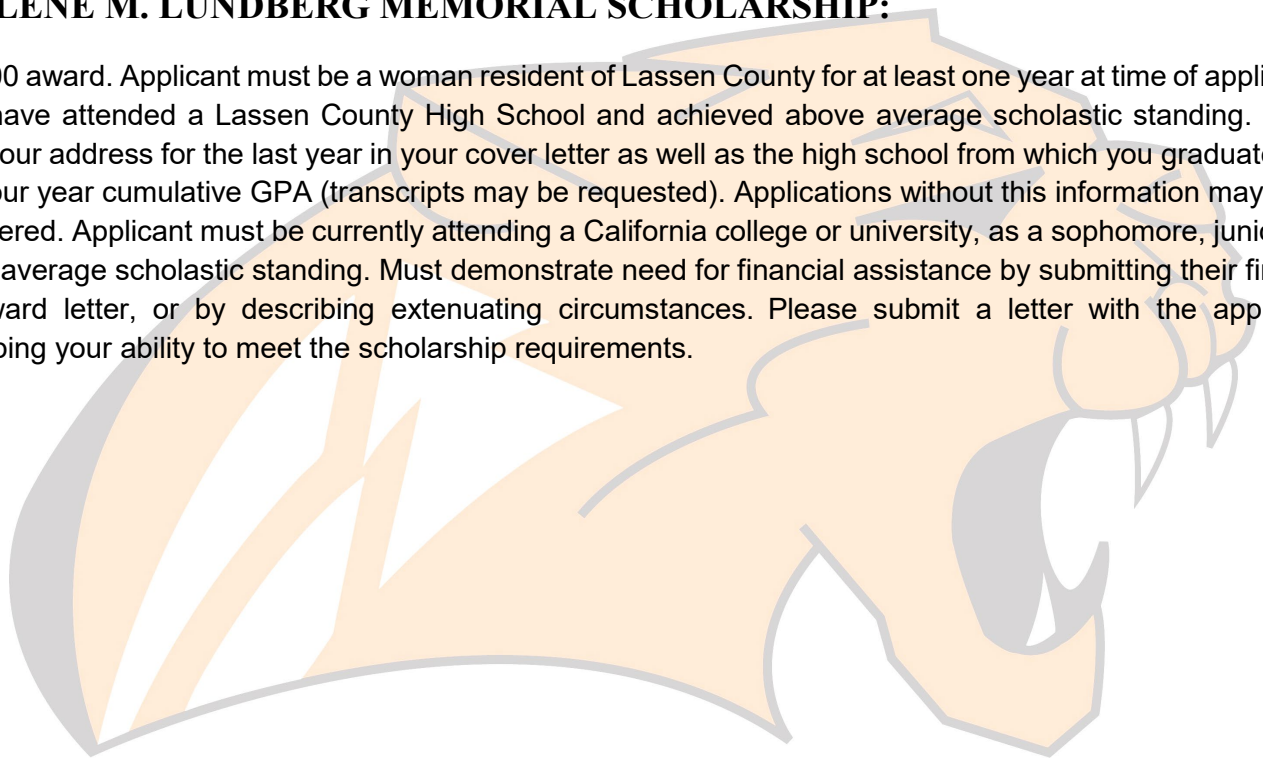 LENE M. LUNDBERG MEMORIAL SCHOLARSHIP:
00 award. Applicant must be a woman resident of Lassen County for at least one year at time of appli
have attended a Lassen County High School and achieved above average scholastic standing.
our address for the last year in your cover letter as well as the high school from which you graduate
our year cumulative GPA (transcripts may be requested). Applications without this information may
ered. Applicant must be currently attending a California college or university, as a sophomore, juni
average scholastic standing. Must demonstrate need for financial assistance by submitting their fi
ward letter, or by describing extenuating circumstances. Please submit a letter with the app
bing your ability to meet the scholarship requirements.